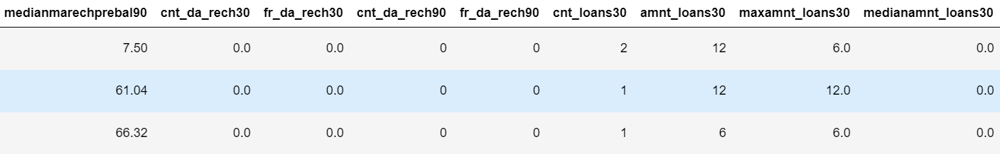 medianmarechprebal90 cnt_da_rech30 fr_da_rech30 cnt_da_rech90 fr_da_rech90 cnt_loans30 amnt_loans30 maxamnt_loans30 medianamnt_loans30
7.50 0.0 0.0 0 0 2 12 6.0 0.0
61.04 0.0 0.0 0 0 1 12 12.0 0.0
66.32 0.0 0.0 0 0 1 6 6.0 0.0